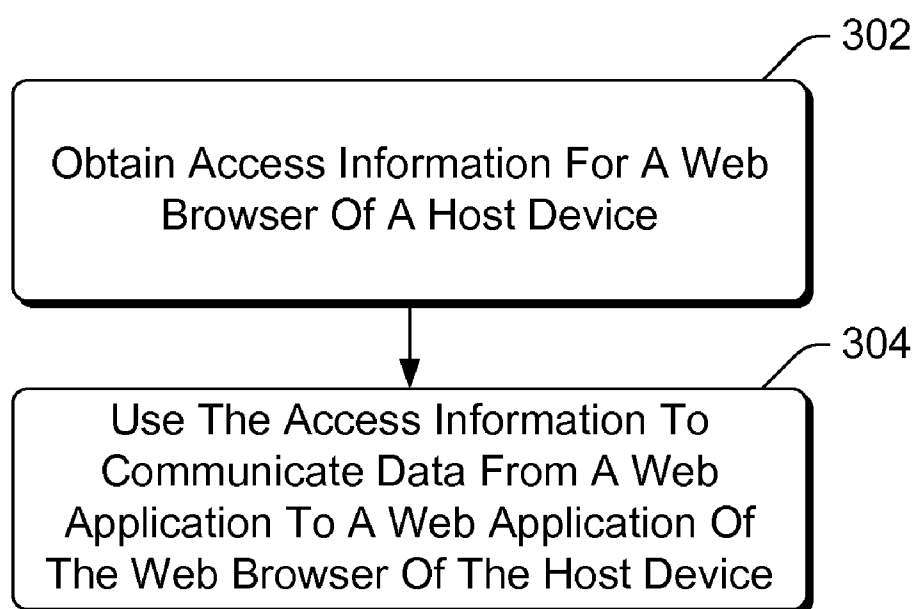 302
Obtain Access Information For A Web
Browser Of A Host Device
304
Use The Access Information To
Communicate Data From A Web
Application To A Web Application Of
The Web Browser Of The Host Device